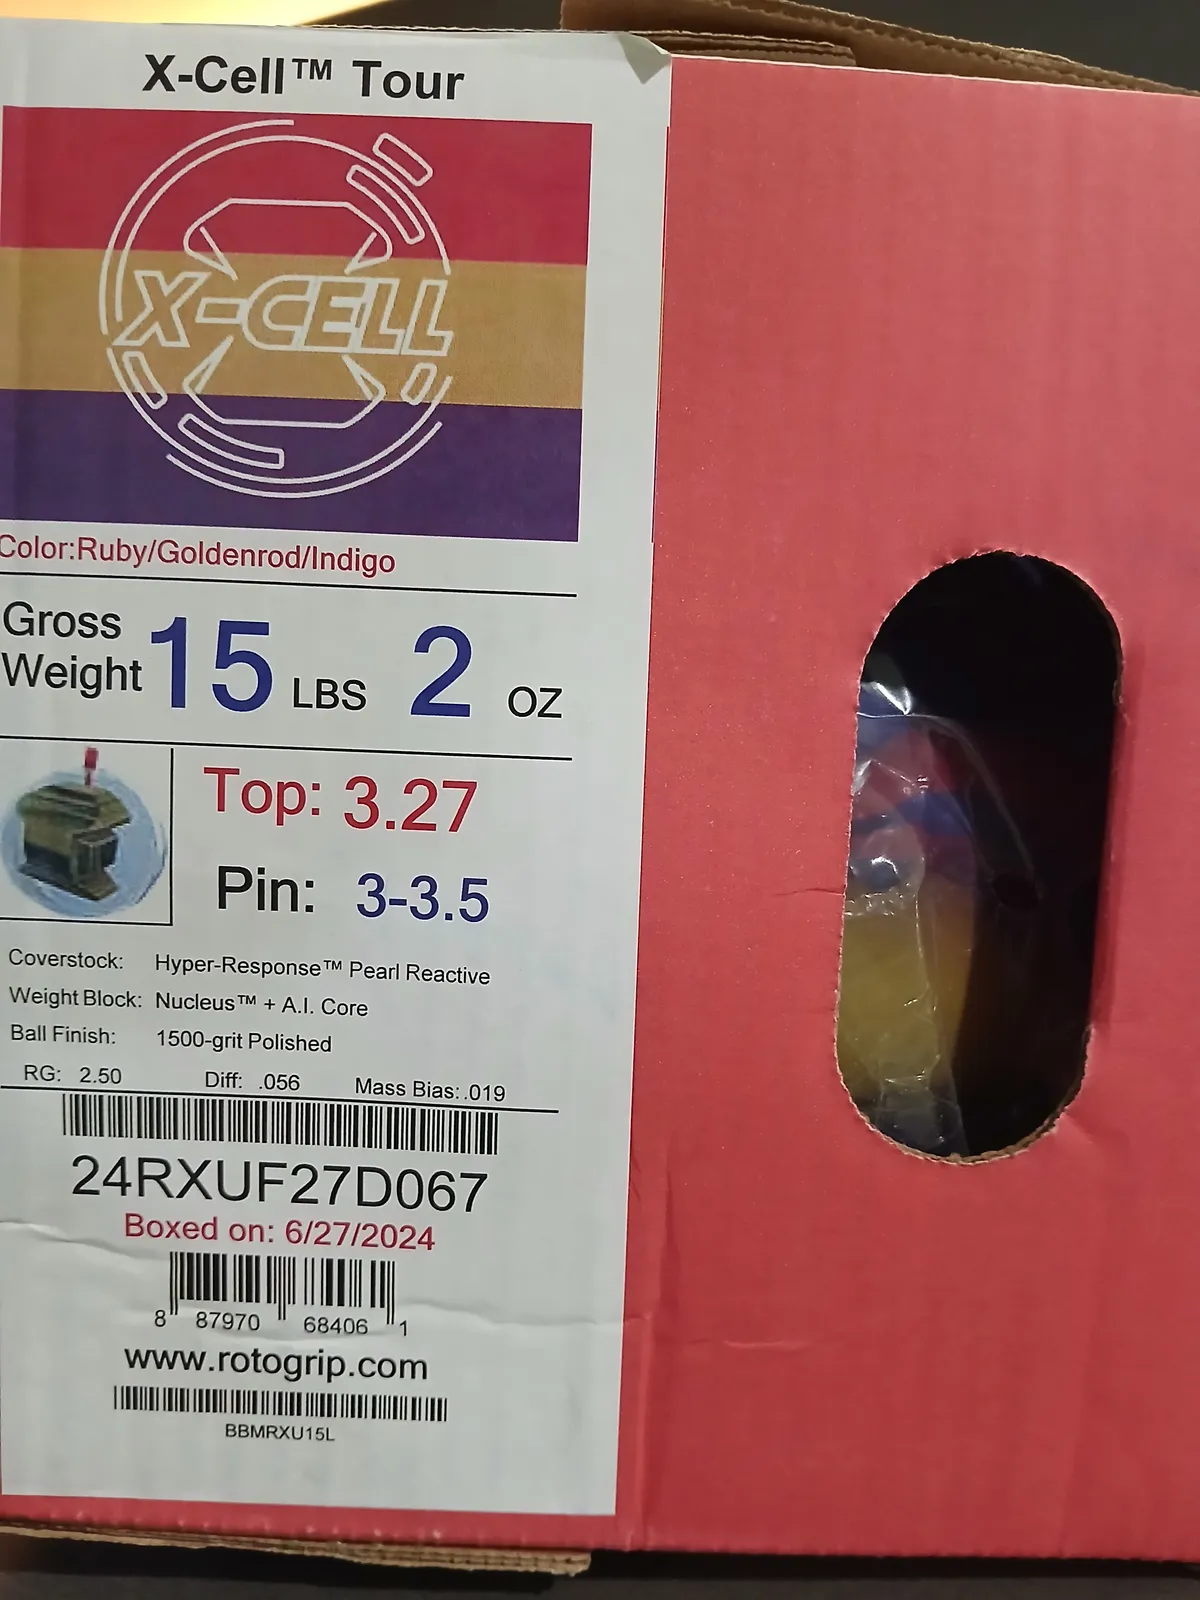 X-Cell™ Tour
X-CELL
Color:Ruby/Goldenrod/Indigo
Gross Weight 15 LBS 2 OZ
Top: 3.27
Pin: 3-3.5
Coverstock: Hyper-Response™ Pearl Reactive
Weight Block: Nucleus™ + A.I. Core
Ball Finish: 1500-grit Polished
RG: 2.50 Diff: .056 Mass Bias: .019
24RXUF27D067
Boxed on: 6/27/2024
8 87970 68406 1
www.rotogrip.com
BBMRXU15L